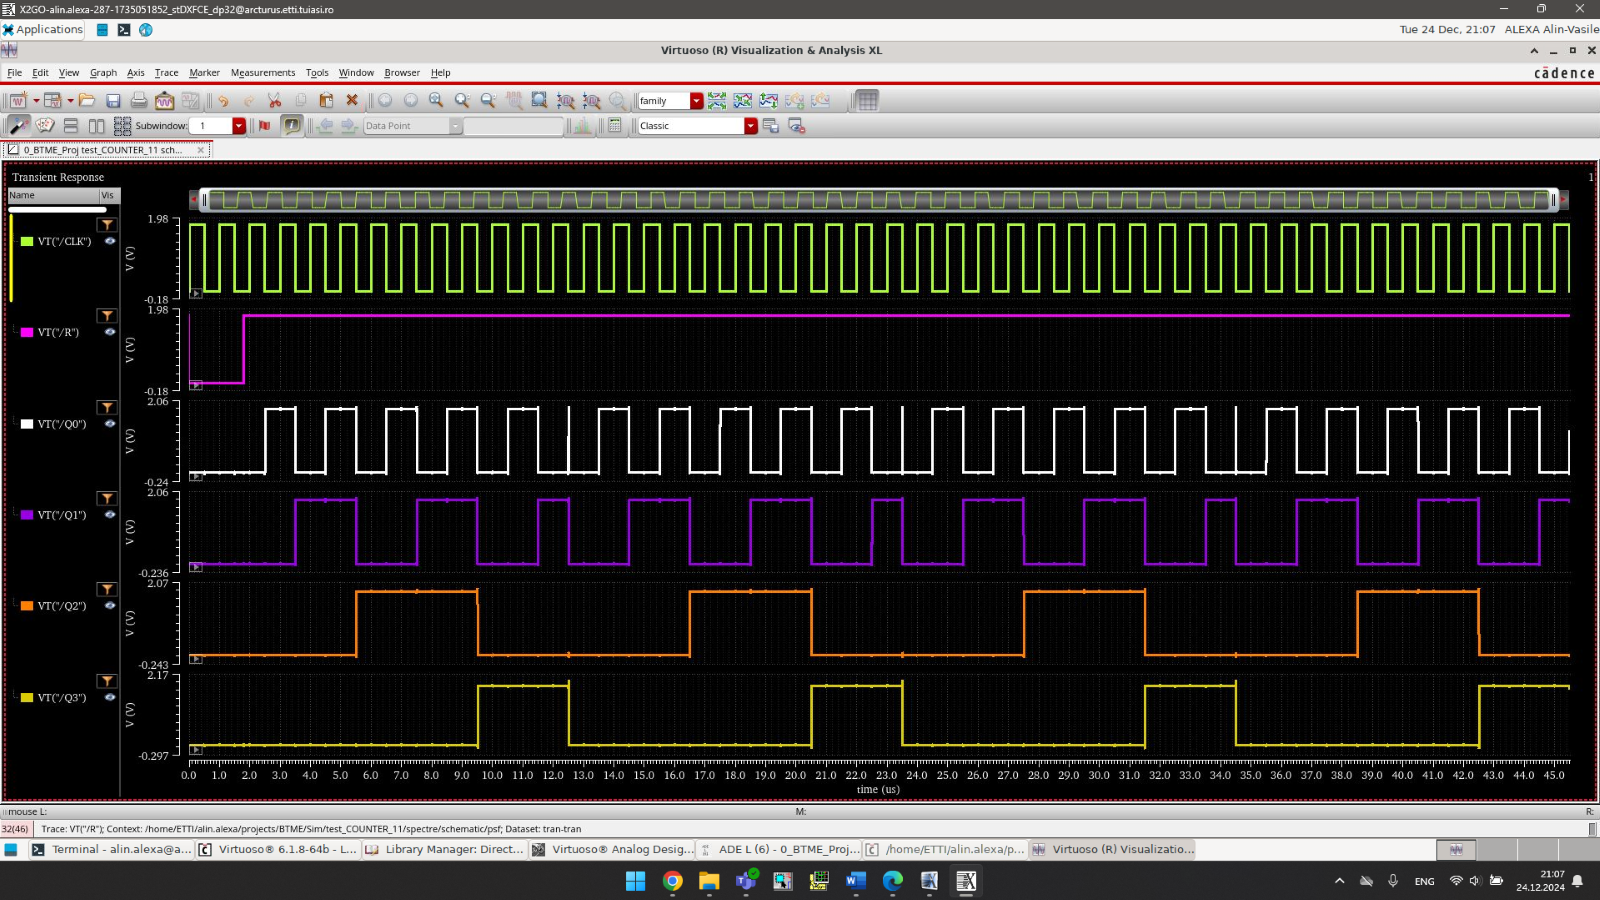 X2GO-alin.alexa-287-1735051852_stDXFCE_dp32@arcturus.etti.tuiasi.ro
Applications
Tue 24 Dec, 21:07 ALEXA Alin-Vasile
Virtuoso (R) Visualization & Analysis XL
File Edit View Graph Axis Trace Marker Measurements Tools Window Browser Help
cādence
family
Subwindow: 1
Data Point
Classic
0_BTME_Proj test_COUNTER_11 sch...
Transient Response
1
Name Vis
VT("/CLK")
V (V)
1.98
-0.18
VT("/R")
V (V)
1.98
-0.18
VT("/Q0")
V (V)
2.06
-0.24
VT("/Q1")
V (V)
2.06
-0.236
VT("/Q2")
V (V)
2.07
-0.243
VT("/Q3")
V (V)
2.17
-0.297
0.0 1.0 2.0 3.0 4.0 5.0 6.0 7.0 8.0 9.0 10.0 11.0 12.0 13.0 14.0 15.0 16.0 17.0 18.0 19.0 20.0 21.0 22.0 23.0 24.0 25.0 26.0 27.0 28.0 29.0 30.0 31.0 32.0 33.0 34.0 35.0 36.0 37.0 38.0 39.0 40.0 41.0 42.0 43.0 44.0 45.0
time (us)
mouse L: M: R:
32(46) Trace: VT("/R"); Context: /home/ETTI/alin.alexa/projects/BTME/Sim/test_COUNTER_11/spectre/schematic/psf; Dataset: tran-tran
Terminal - alin.alexa@a... Virtuoso® 6.1.8-64b - L... Library Manager: Direct... Virtuoso® Analog Desig... ADE L (6) - 0_BTME_Proj... /home/ETTI/alin.alexa/p... Virtuoso (R) Visualizatio...
ENG
21:07
24.12.2024